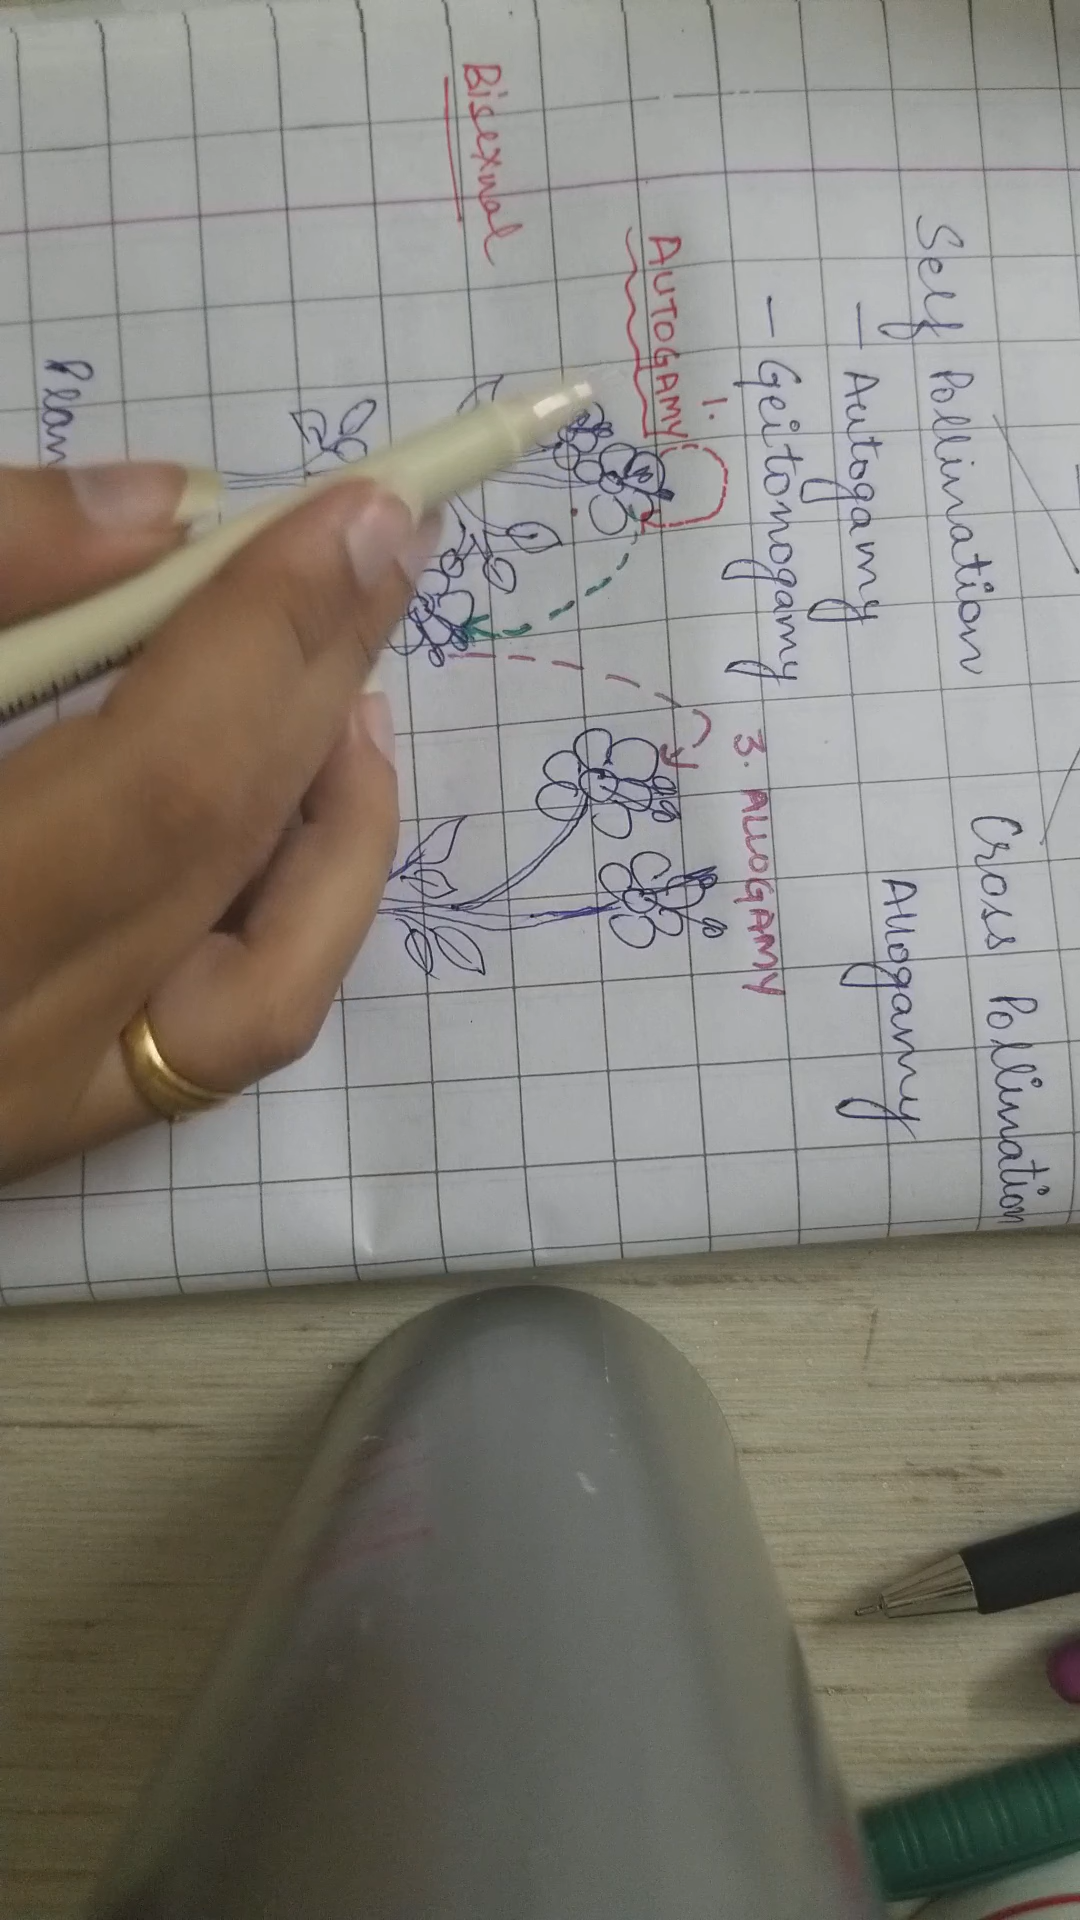 Self Pollination
Cross Pollination
– Autogamy
Allogamy
– Geitonogamy
1.
AUTOGAMY
3. ALLOGAMY
Bisexual